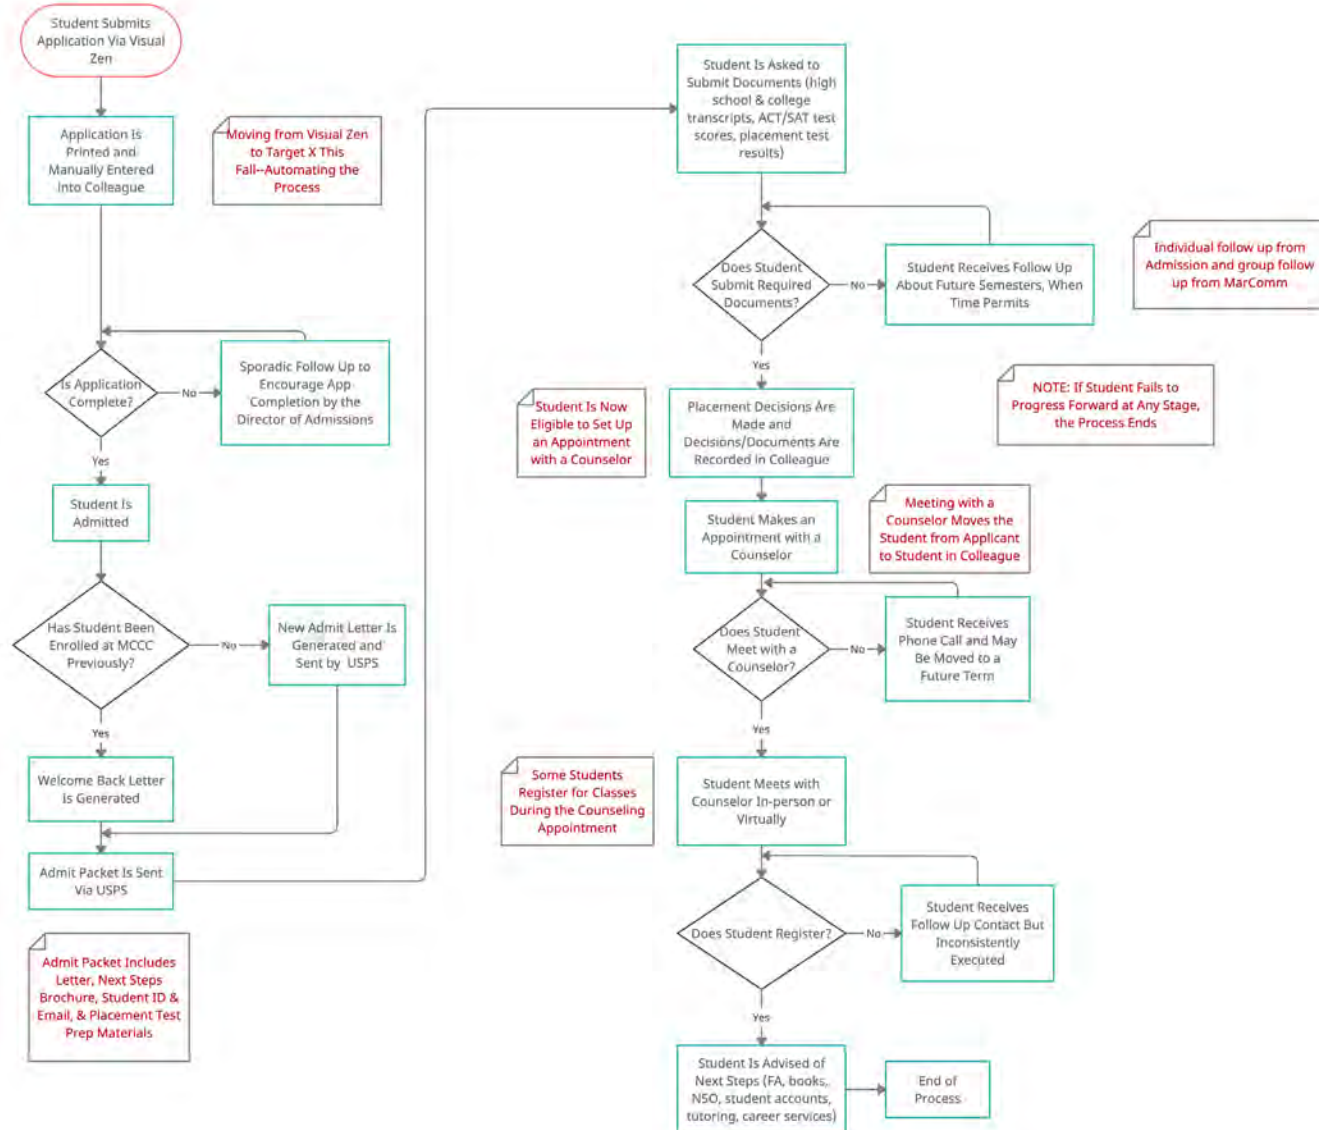 Student Submits
Application Via Visual
Zen
Application Is
Printed and
Manually Entered
Into Colleague
Moving from Visual Zen
to Target X This
Fall--Automating the
Process
Is Application
Complete?
No
Sporadic Follow Up to
Encourage App
Completion by the
Director of Admissions
Yes
Student Is
Admitted
Has Student Been
Enrolled at MCCC
Previously?
No
New Admit Letter Is
Generated and
Sent by USPS
Yes
Welcome Back Letter
Is Generated
Admit Packet Is Sent
Via USPS
Admit Packet Includes
Letter, Next Steps
Brochure, Student ID &
Email, & Placement Test
Prep Materials
Student Is Asked to
Submit Documents (high
school & college
transcripts, ACT/SAT test
scores, placement test
results)
Does Student
Submit Required
Documents?
No
Student Receives Follow Up
About Future Semesters, When
Time Permits
Individual follow up from
Admission and group follow
up from MarComm
Yes
NOTE: If Student Fails to
Progress Forward at Any Stage,
the Process Ends
Student Is Now
Eligible to Set Up
an Appointment
with a Counselor
Placement Decisions Are
Made and
Decisions/Documents Are
Recorded in Colleague
Student Makes an
Appointment with a
Counselor
Meeting with a
Counselor Moves the
Student from Applicant
to Student in Colleague
Does Student
Meet with a
Counselor?
No
Student Receives
Phone Call and May
Be Moved to a
Future Term
Yes
Some Students
Register for Classes
During the Counseling
Appointment
Student Meets with
Counselor In-person or
Virtually
Does Student Register?
No
Student Receives
Follow Up Contact But
Inconsistently
Executed
Yes
Student Is Advised of
Next Steps (FA, books,
NSO, student accounts,
tutoring, career services)
End of
Process